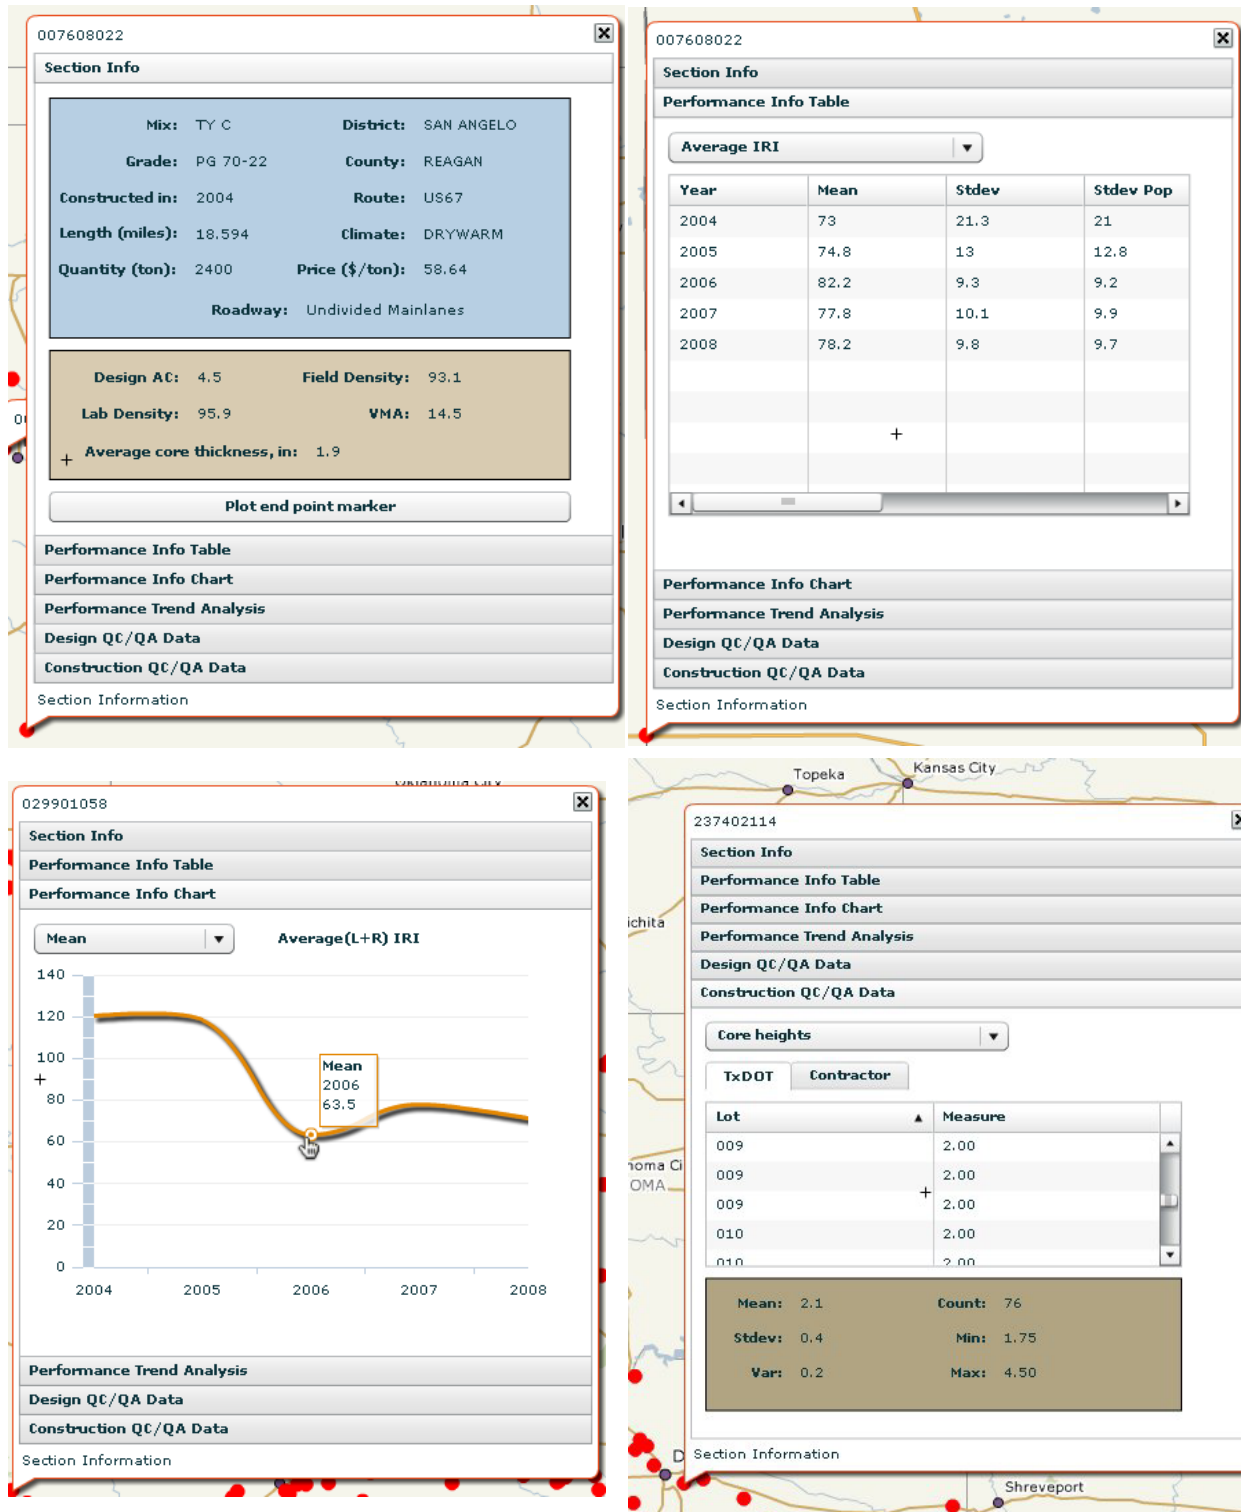 007608022
Section Info
Mix: TY C District: SAN ANGELO
Grade: PG 70-22 County: REAGAN
Constructed in: 2004 Route: US67
Length (miles): 18.594 Climate: DRYWARM
Quantity (ton): 2400 Price ($/ton): 58.64
Roadway: Undivided Mainlanes
Design AC: 4.5 Field Density: 93.1
Lab Density: 95.9 VMA: 14.5
Average core thickness, in: 1.9
Plot end point marker
Performance Info Table
Performance Info Chart
Performance Trend Analysis
Design QC/QA Data
Construction QC/QA Data
Section Information
007608022
Section Info
Performance Info Table
Average IRI
Year Mean Stdev Stdev Pop
2004 73 21.3 21
2005 74.8 13 12.8
2006 82.2 9.3 9.2
2007 77.8 10.1 9.9
2008 78.2 9.8 9.7
Performance Info Chart
Performance Trend Analysis
Design QC/QA Data
Construction QC/QA Data
Section Information
029901058
Section Info
Performance Info Table
Performance Info Chart
Mean Average(L+R) IRI
140
120
100
80
60
40
20
0
Mean
2006
63.5
2004 2005 2006 2007 2008
Performance Trend Analysis
Design QC/QA Data
Construction QC/QA Data
Section Information
Topeka Kansas City
237402114
Section Info
Performance Info Table
Performance Info Chart
ichita
Performance Trend Analysis
Design QC/QA Data
Construction QC/QA Data
Core heights
TxDOT Contractor
Lot Measure
009 2.00
009 2.00
009 2.00
010 2.00
010 2.00
oma Ci
OMA
Mean: 2.1 Count: 76
Stdev: 0.4 Min: 1.75
Var: 0.2 Max: 4.50
D
Section Information
Shreveport